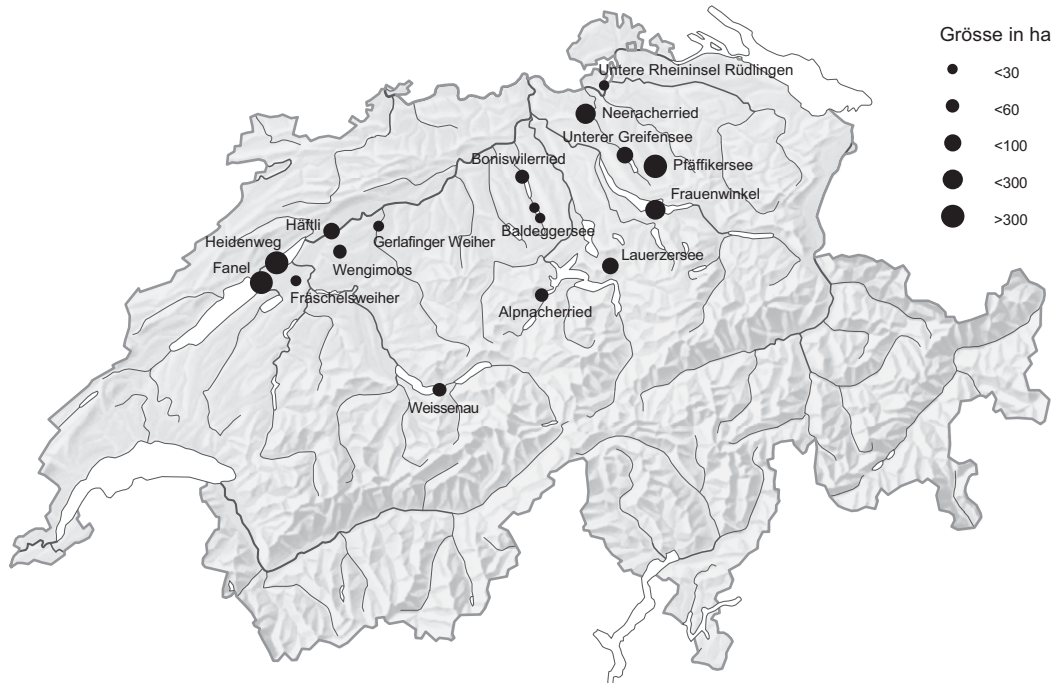 Grösse in ha
<30
<60
<100
<300
>300
Untere Rheininsel Rüdlingen
Neeracherried
Unterer Greifensee
Boniswilerried
Pfäffikersee
Frauenwinkel
Baldeggersee
Häftli
Heidenweg
Gerlafinger Weiher
Fanel
Wengimoos
Lauerzersee
Fräschelsweiher
Alpnacherried
Weissenau